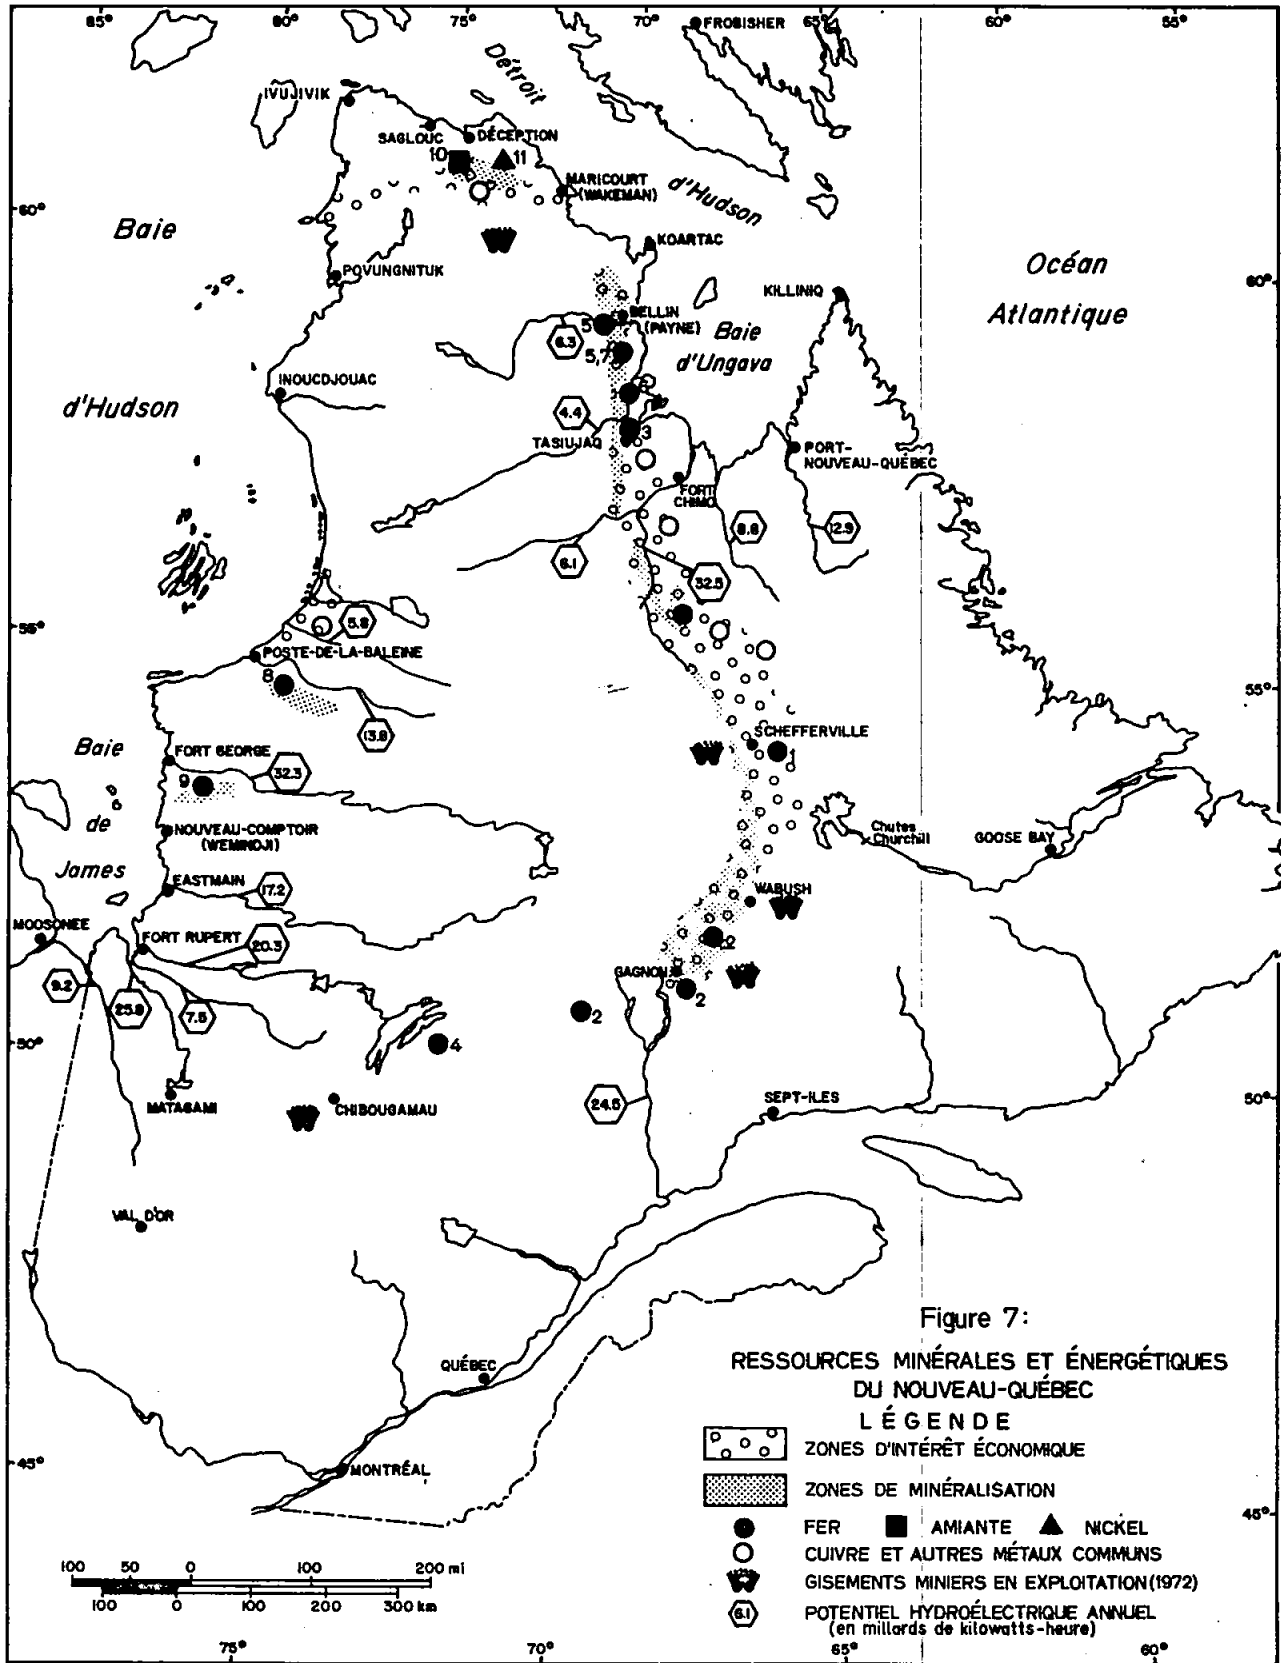 85°
80°
75°
70°
65°
60°
55°
FROBISHER
Détroit
IVUJIVIK
SAGLOUC
DÉCEPTION
10
11
MARICOURT
(WAKEMAN)
d'Hudson
60°
Baie
KOARTAC
POVUNGNITUK
Océan
Atlantique
60°
KILLINIQ
BELLIN
(PAYNE)
5
6.3
5,7
Baie
d'Ungava
INOUCDJOUAC
d'Hudson
4.4
TASIUJAQ
3
PORT-
NOUVEAU-QUÉBEC
FORT
CHIMO
8.8
12.9
6.1
32.5
55°
5.8
POSTE-DE-LA-BALEINE
8
55°
13.8
SCHEFFERVILLE
1
Baie
de
James
FORT GEORGE
32.3
9
NOUVEAU-COMPTOIR
(WEMINDJI)
Chutes
Churchill
GOOSE BAY
EASTMAIN
17.2
WABUSH
MOOSONEE
FORT RUPERT
20.3
2
GAGNON
9.2
25.8
7.5
2
2
50°
4
MATAGAMI
CHIBOUGAMAU
24.5
SEPT-ILES
50°
VAL D'OR
QUÉBEC
45°
MONTRÉAL
45°
Figure 7:
RESSOURCES MINÉRALES ET ÉNERGÉTIQUES
DU NOUVEAU-QUÉBEC
LÉGENDE
ZONES D'INTÉRÊT ÉCONOMIQUE
ZONES DE MINÉRALISATION
FER AMIANTE NICKEL
CUIVRE ET AUTRES MÉTAUX COMMUNS
GISEMENTS MINIERS EN EXPLOITATION (1972)
6.1 POTENTIEL HYDROÉLECTRIQUE ANNUEL
(en millards de kilowatts-heure)
100 50 0 100 200 mi
100 0 100 200 300 km
75°
70°
65°
60°